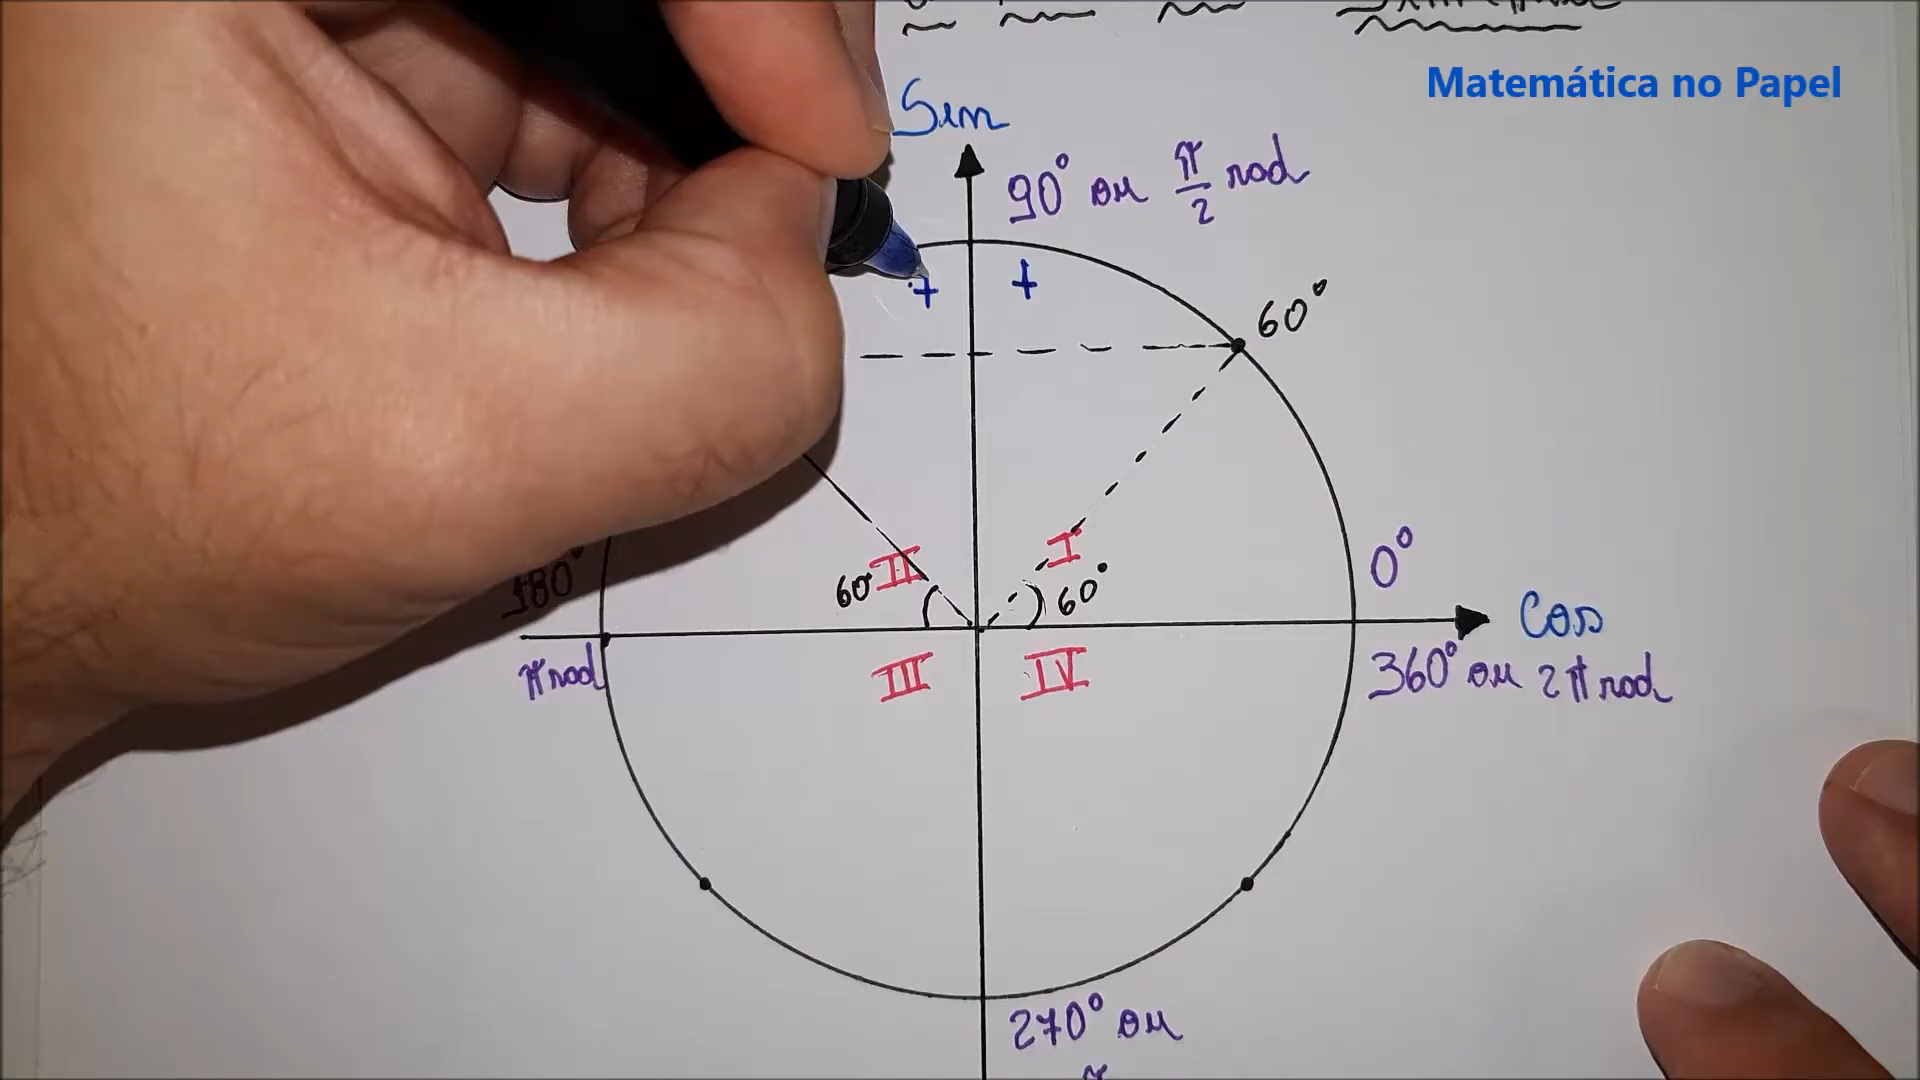 Matemática no Papel
Sen
90° ou π/2 rad
+ +
60°
II I
60° 60°
180° 0°
Cos
π rad III IV 360° ou 2π rad
270° ou